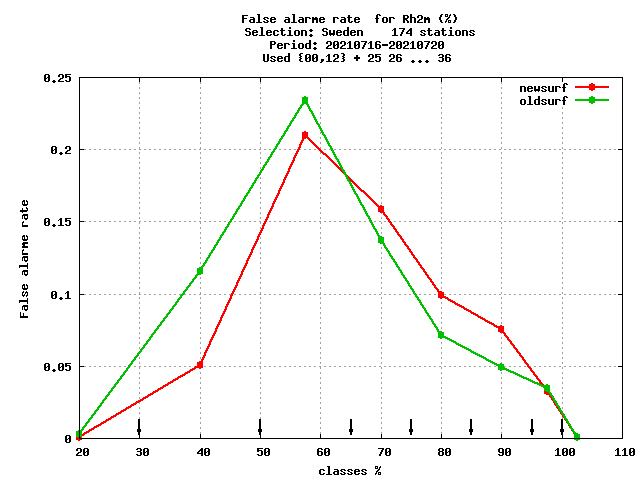 False alarme rate  for Rh2m (%)
Selection: Sweden    174 stations
Period: 20210716-20210720
Used {00,12} + 25 26 ... 36
newsurf
oldsurf
0.25
0.2
0.15
0.1
0.05
0
False alarme rate
20 30 40 50 60 70 80 90 100 110
classes %